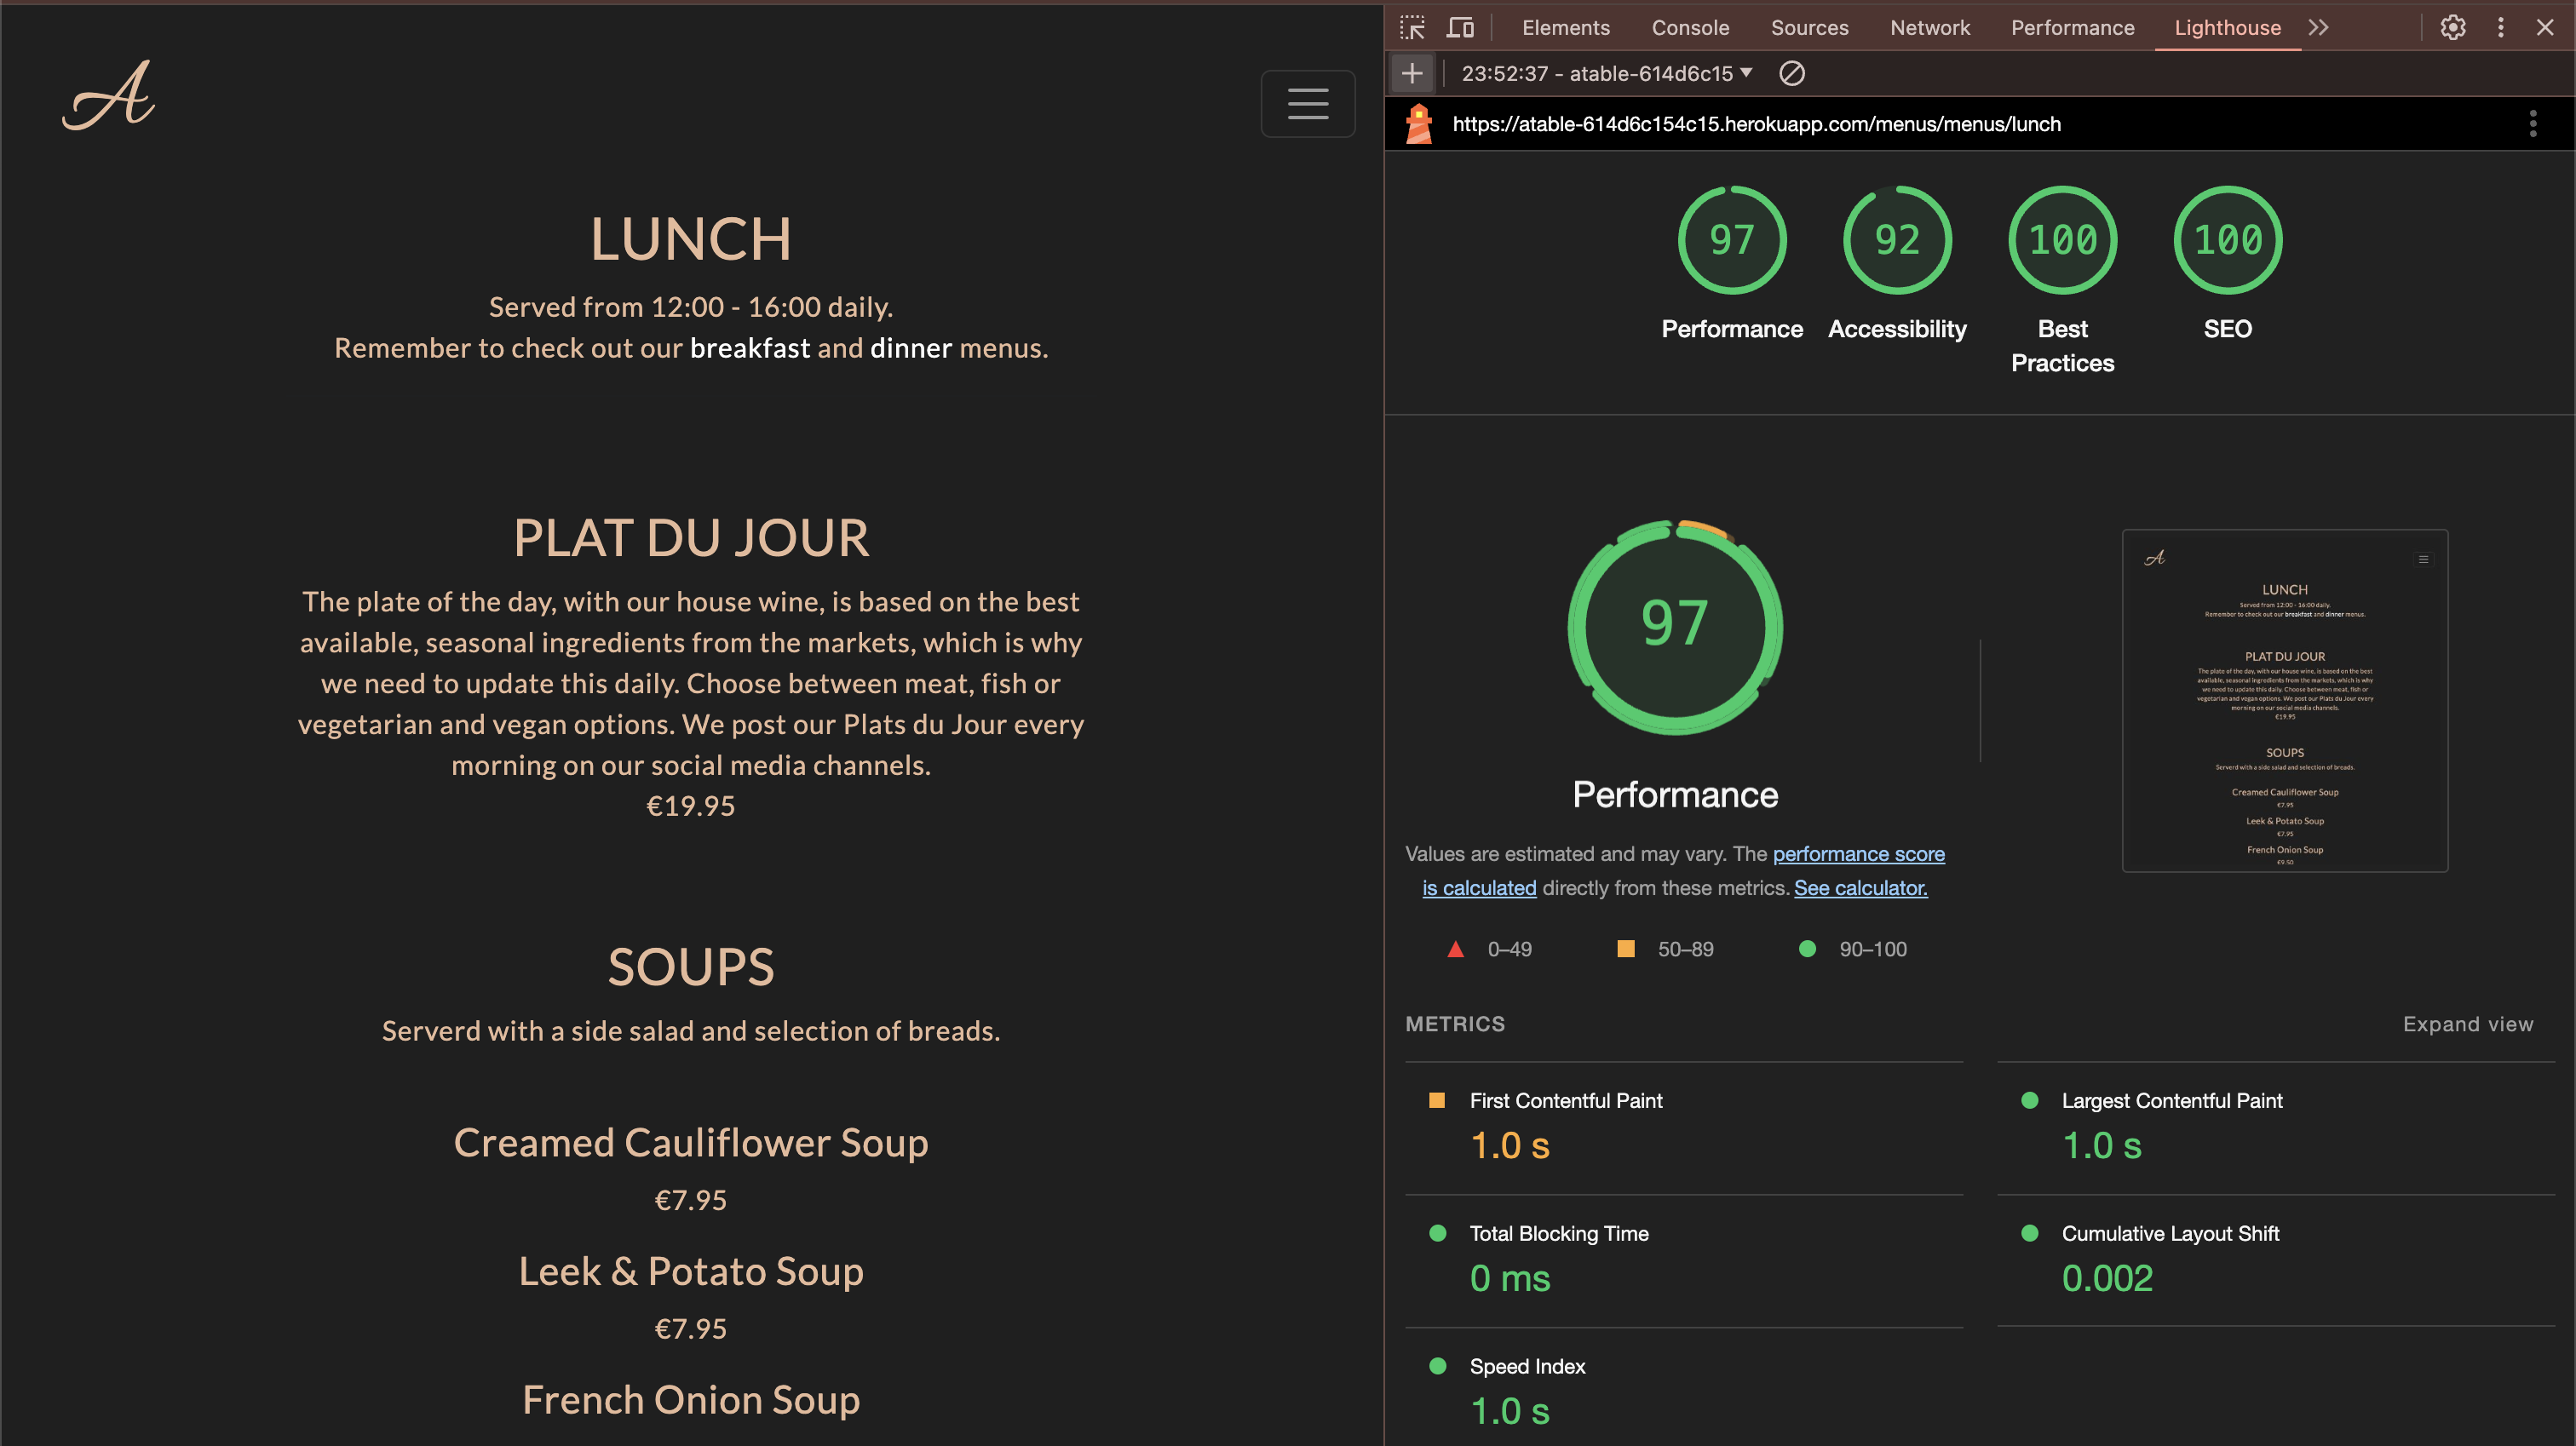 A
LUNCH
Served from 12:00 - 16:00 daily.
Remember to check out our breakfast and dinner menus.
PLAT DU JOUR
The plate of the day, with our house wine, is based on the best
available, seasonal ingredients from the markets, which is why
we need to update this daily. Choose between meat, fish or
vegetarian and vegan options. We post our Plats du Jour every
morning on our social media channels.
€19.95
SOUPS
Serverd with a side salad and selection of breads.
Creamed Cauliflower Soup
€7.95
Leek & Potato Soup
€7.95
French Onion Soup
Elements Console Sources Network Performance Lighthouse
23:52:37 - atable-614d6c15
https://atable-614d6c154c15.herokuapp.com/menus/menus/lunch
97 92 100 100
Performance Accessibility Best Practices SEO
97
Performance
Values are estimated and may vary. The performance score
is calculated directly from these metrics. See calculator.
0–49 50–89 90–100
A
LUNCH
Served from 12:00 - 16:00 daily.
Remember to check out our breakfast and dinner menus.
PLAT DU JOUR
The plate of the day, with our house wine, is based on the best
available, seasonal ingredients from the markets, which is why
we need to update this daily. Choose between meat, fish or
vegetarian and vegan options. We post our Plats du Jour every
morning on our social media channels.
€19.95
SOUPS
Serverd with a side salad and selection of breads.
Creamed Cauliflower Soup
€7.95
Leek & Potato Soup
€7.95
French Onion Soup
€9.50
METRICS Expand view
First Contentful Paint
1.0 s
Largest Contentful Paint
1.0 s
Total Blocking Time
0 ms
Cumulative Layout Shift
0.002
Speed Index
1.0 s